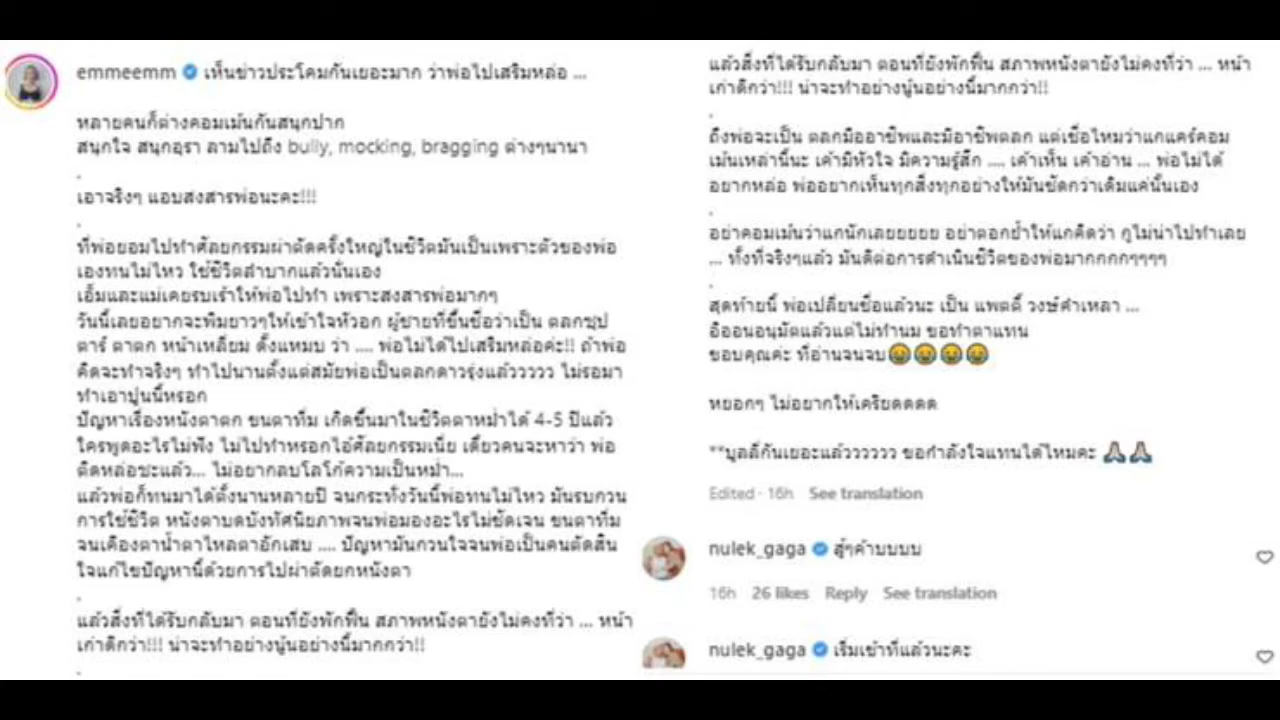 emmeemm เห็นข่าวประโคมกันเยอะมาก ว่าพ่อไปเสริมหล่อ ...
หลายคนก็ต่างคอมเม้นกันสนุกปาก
สนุกใจ สนุกอุรา ลามไปถึง bully, mocking, bragging ต่างๆนานา
.
เอาจริงๆ แอบสงสารพ่อนะคะ!!!
.
ที่พ่อยอมไปทำศัลยกรรมผ่าตัดครั้งใหญ่ในชีวิตมันเป็นเพราะตัวของพ่อ
เองทนไม่ไหว ใช้ชีวิตลำบากแล้วนั่นเอง
เอ็มและแม่เคยรบเร้าให้พ่อไปทำ เพราะสงสารพ่อมากๆ
วันนี้เลยอยากจะพิมยาวๆให้เข้าใจหัวอก ผู้ชายที่ขึ้นชื่อว่าเป็น ตลกซุป
ตาร์ ตาตก หน้าเหลี่ยม ดั้งแหมบ ว่า .... พ่อไม่ได้ไปเสริมหล่อค่ะ!! ถ้าพ่อ
คิดจะทำจริงๆ ทำไปนานตั้งแต่สมัยพ่อเป็นตลกดาวรุ่งแล้วววววว ไม่รอมา
ทำเอาปูนนี้หรอก
ปัญหาเรื่องหนังตาตก ขนตาทิ่ม เกิดขึ้นมาในชีวิตตาหม่ำได้ 4-5 ปีแล้ว
ใครพูดอะไรไม่ฟัง ไม่ไปทำหรอกไอ้ศัลยกรรมเนี่ย เดี๋ยวคนจะหาว่า พ่อ
ติดหล่อซะแล้ว... ไม่อยากลบโลโก้ความเป็นหม่ำ...
แล้วพ่อก็ทนมาได้ตั้งนานหลายปี จนกระทั่งวันนี้พ่อทนไม่ไหว มันรบกวน
การใช้ชีวิต หนังตาบดบังทัศนียภาพจนพ่อมองอะไรไม่ชัดเจน ขนตาทิ่ม
จนเคืองตาน้ำตาไหลตาอักเสบ .... ปัญหามันกวนใจจนพ่อเป็นคนตัดสิน
ใจแก้ไขปัญหานี้ด้วยการไปผ่าตัดยกหนังตา
.
แล้วสิ่งที่ได้รับกลับมา ตอนที่ยังพักฟื้น สภาพหนังตายังไม่คงที่ว่า ... หน้า
เก่าดีกว่า!!! น่าจะทำอย่างนู้นอย่างนี้มากกว่า!!
.
แล้วสิ่งที่ได้รับกลับมา ตอนที่ยังพักฟื้น สภาพหนังตายังไม่คงที่ว่า ... หน้า
เก่าดีกว่า!!! น่าจะทำอย่างนู้นอย่างนี้มากกว่า!!
.
ถึงพ่อจะเป็น ตลกมืออาชีพและมีอาชีพตลก แต่เชื่อไหมว่าแกแคร์คอม
เม้นเหล่านี้นะ เค้ามีหัวใจ มีความรู้สึก .... เค้าเห็น เค้าอ่าน ... พ่อไม่ได้
อยากหล่อ พ่ออยากเห็นทุกสิ่งทุกอย่างให้มันชัดกว่าเดิมแค่นั้นเอง
.
อย่าคอมเม้นว่าแกนักเลยยยยย อย่าตอกย้ำให้แกคิดว่า กูไม่น่าไปทำเลย
... ทั้งที่จริงๆแล้ว มันดีต่อการดำเนินชีวิตของพ่อมากกกกๆๆๆๆ
.
สุดท้ายนี้ พ่อเปลี่ยนชื่อแล้วนะ เป็น แพตตี้ วงษ์คำเหลา ...
อิออนอนุมัตแล้วแต่ไม่ทำนม ขอทำตาแทน
ขอบคุณค่ะ ที่อ่านจนจบ😂😂😂😂
หยอกๆ ไม่อยากให้เครียดดดด
**บูลลี่กันเยอะแล้ววววววว ขอกำลังใจแทนได้ไหมคะ 🙏🏻🙏🏻
Edited · 16h See translation
nulek_gaga สู้ๆค้าบบบบ
16h 26 likes Reply See translation
nulek_gaga เริ่มเข้าที่แล้วนะคะ